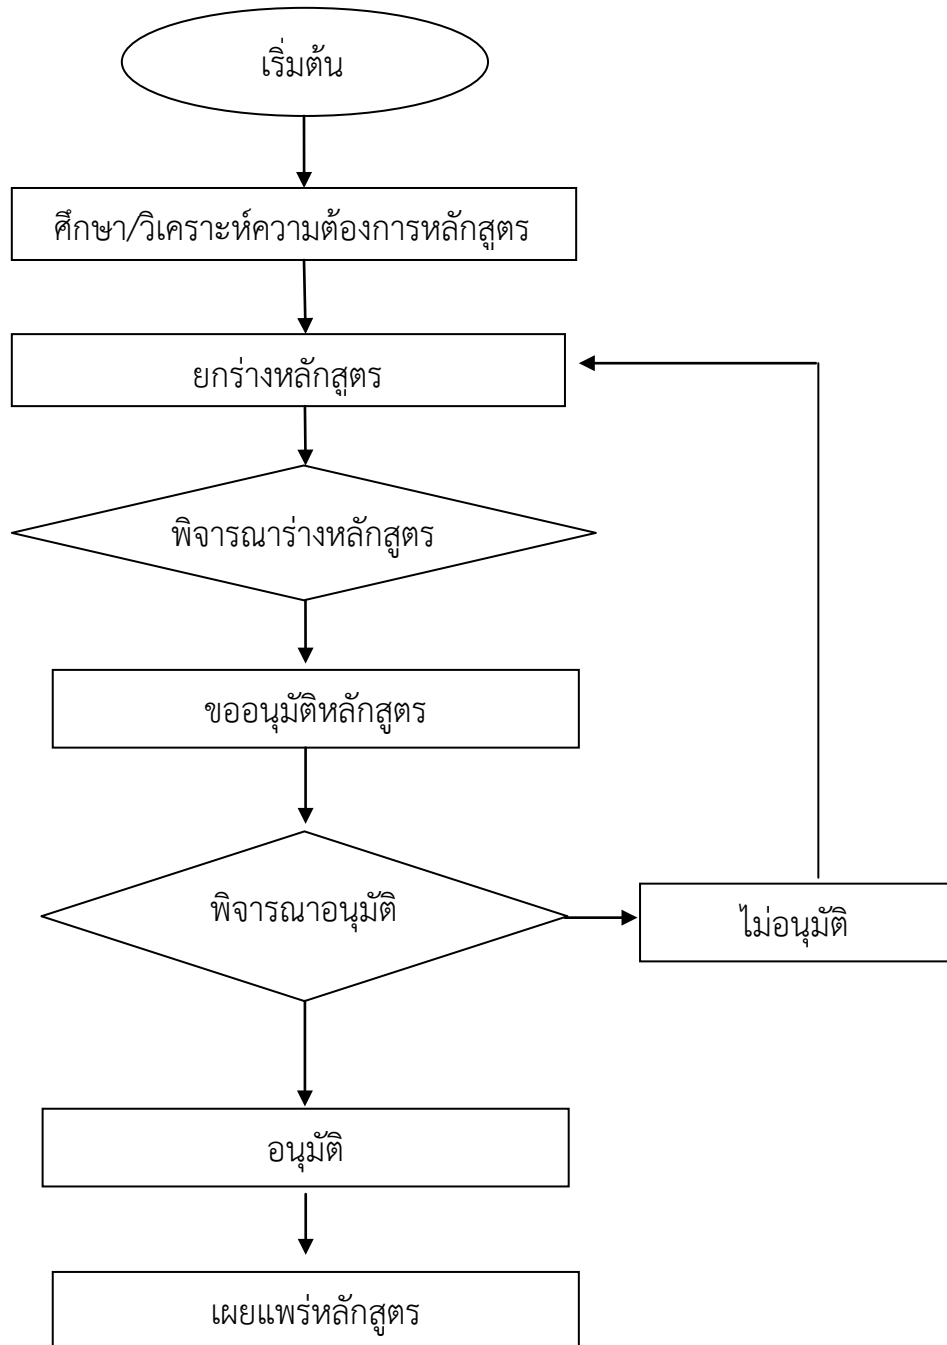 เริ่มต้น
ศึกษา/วิเคราะห์ความต้องการหลักสูตร
ยกร่างหลักสูตร
พิจารณาร่างหลักสูตร
ขออนุมัติหลักสูตร
พิจารณาอนุมัติ
ไม่อนุมัติ
อนุมัติ
เผยแพร่หลักสูตร